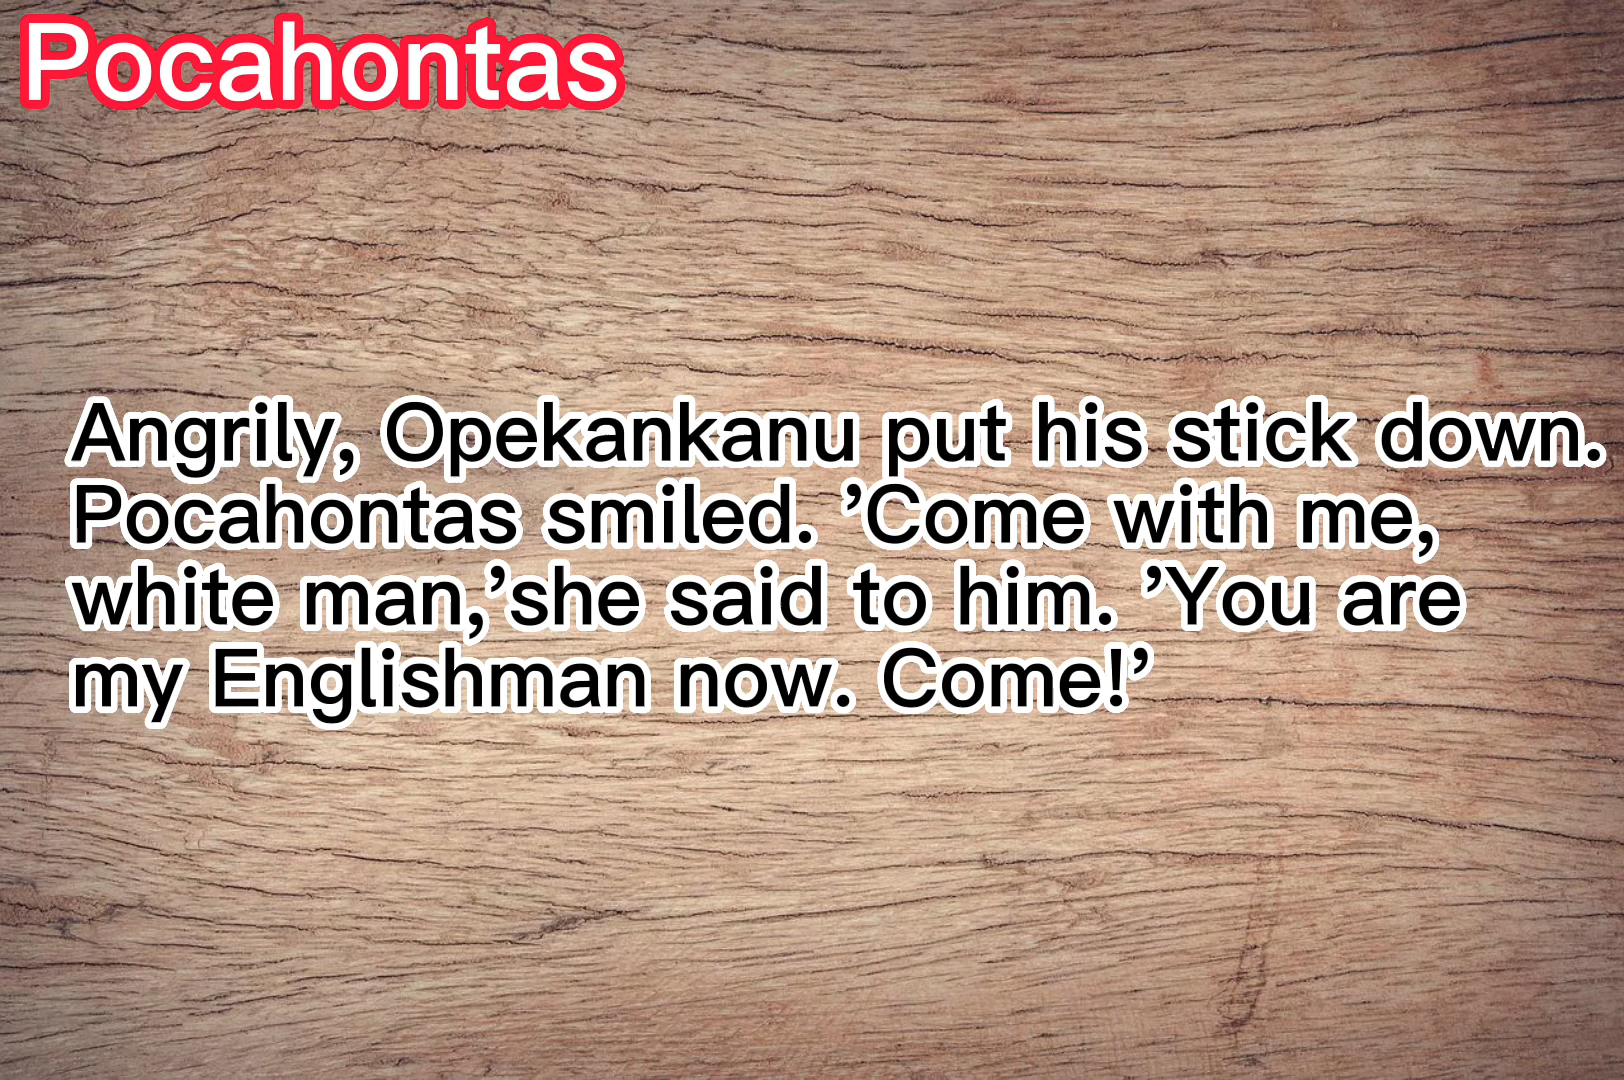 Pocahontas
Angrily, Opekankanu put his stick down.
Pocahontas smiled. ’Come with me,
white man,’she said to him. ’You are
my Englishman now. Come!’